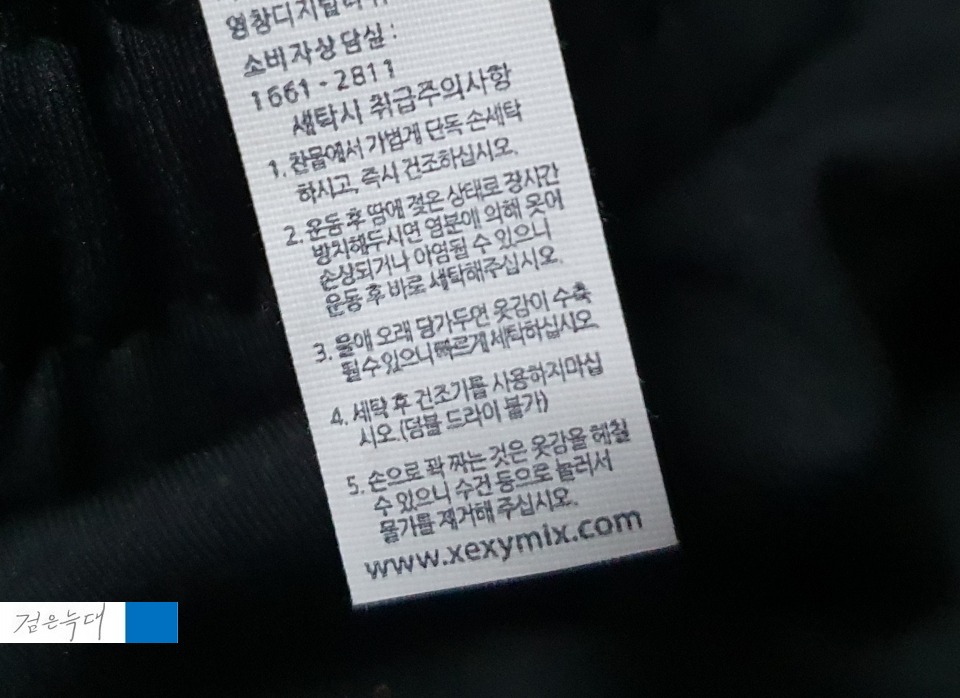 영창디지탈
소비자상담실 :
1661 - 2811
세탁시 취급주의사항
1. 찬물에서 가볍게 단독 손세탁
하시고, 즉시 건조하십시오.
2. 운동 후 땀에 젖은 상태로 장시간
방치해두시면 염분에 의해 옷이
손상되거나 이염될 수 있으니
운동 후 바로 세탁해주십시오.
3. 물에 오래 담가두면 옷감이 수축
될수있으니빠르게세탁하십시오
4. 세탁 후 건조기를 사용하지마십
시오.(덤블 드라이 불가)
5. 손으로 꽉 짜는 것은 옷감을 헤칠
수 있으니 수건 등으로 눌러서
물기를 제거해 주십시오.
www.xexymix.com
검은늑대